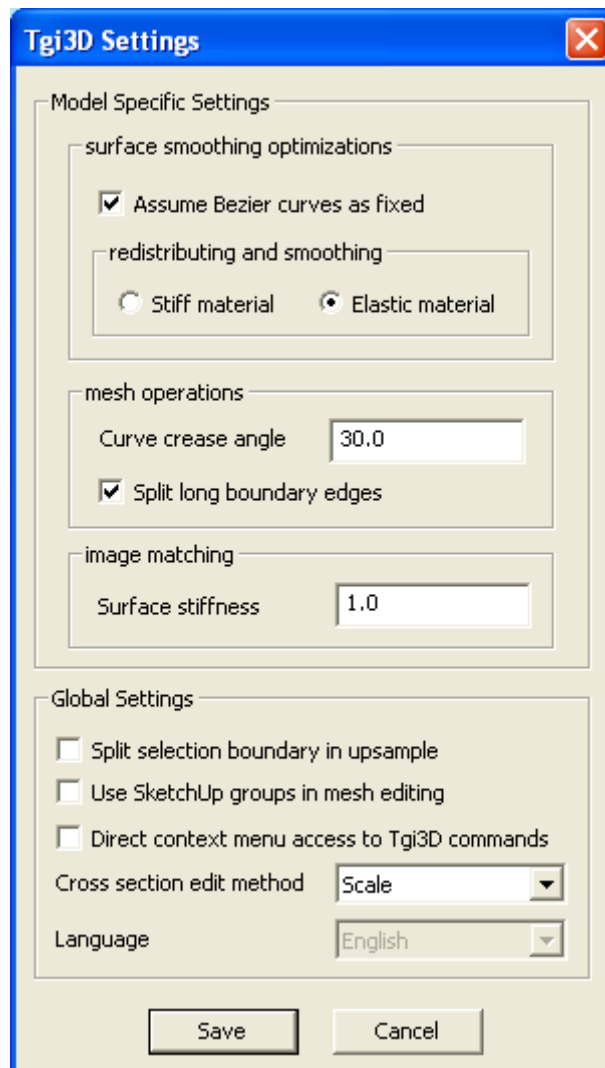 Tgi3D Settings
Model Specific Settings
surface smoothing optimizations
Assume Bezier curves as fixed
redistributing and smoothing
Stiff material Elastic material
mesh operations
Curve crease angle 30.0
Split long boundary edges
image matching
Surface stiffness 1.0
Global Settings
Split selection boundary in upsample
Use SketchUp groups in mesh editing
Direct context menu access to Tgi3D commands
Cross section edit method Scale
Language English
Save Cancel